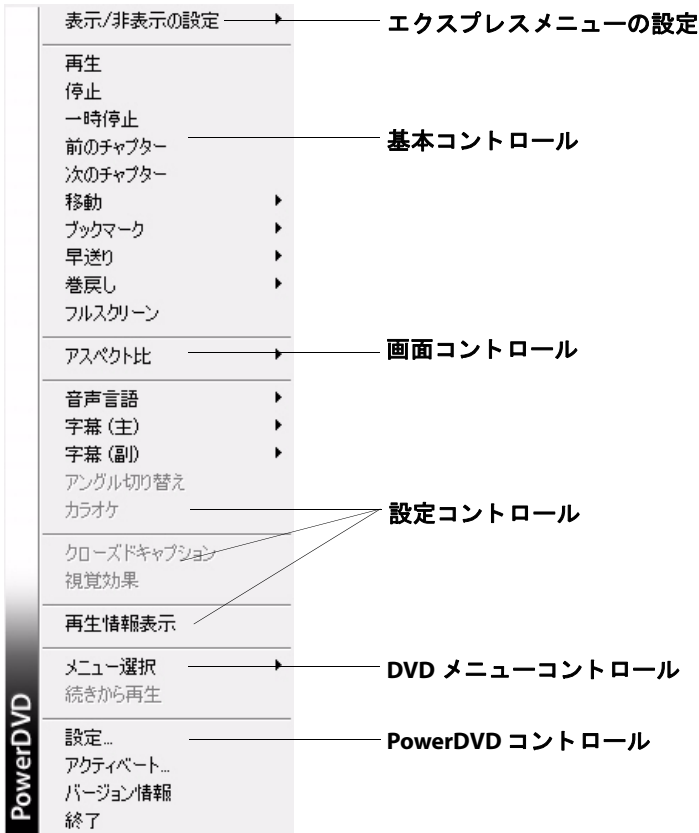 表示/非表示の設定
エクスプレスメニューの設定
再生
停止
一時停止
前のチャプター
基本コントロール
次のチャプター
移動
ブックマーク
早送り
巻戻し
フルスクリーン
アスペクト比
画面コントロール
音声言語
字幕 (主)
字幕 (副)
アングル切り替え
カラオケ
設定コントロール
クローズドキャプション
視覚効果
再生情報表示
メニュー選択
DVD メニューコントロール
続きから再生
設定...
PowerDVD コントロール
アクティベート...
バージョン情報
終了
PowerDVD